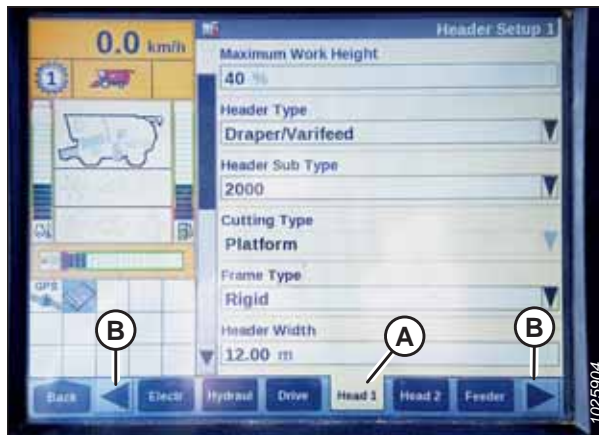 0.0 km/h
Header Setup 1
1
Maximum Work Height
40 %
Header Type
Draper/Varifeed
Header Sub Type
2000
Cutting Type
Platform
Frame Type
Rigid
GPS
Header Width
12.00 m
B
A
B
Back
Electr
Hydraul
Drive
Head 1
Head 2
Feeder
1025904